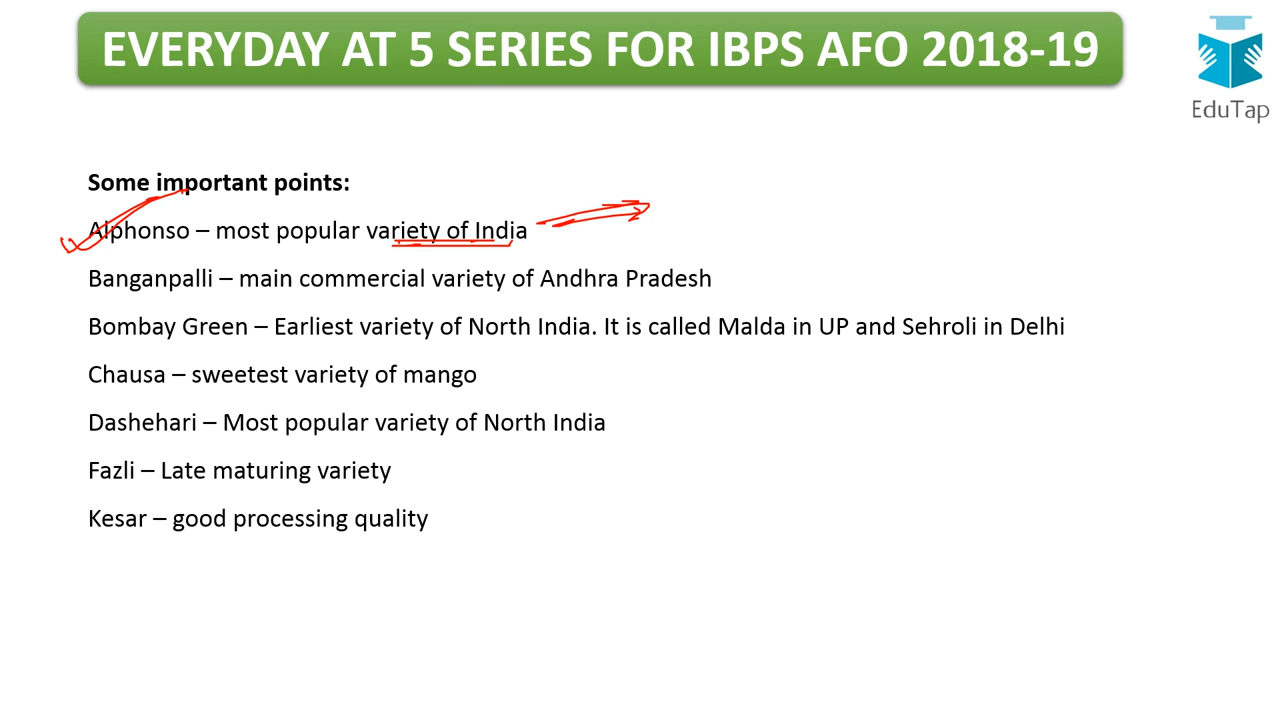 EVERYDAY AT 5 SERIES FOR IBPS AFO 2018-19
EduTap
Some important points:
Alphonso – most popular variety of India
Banganpalli – main commercial variety of Andhra Pradesh
Bombay Green – Earliest variety of North India. It is called Malda in UP and Sehroli in Delhi
Chausa – sweetest variety of mango
Dashehari – Most popular variety of North India
Fazli – Late maturing variety
Kesar – good processing quality